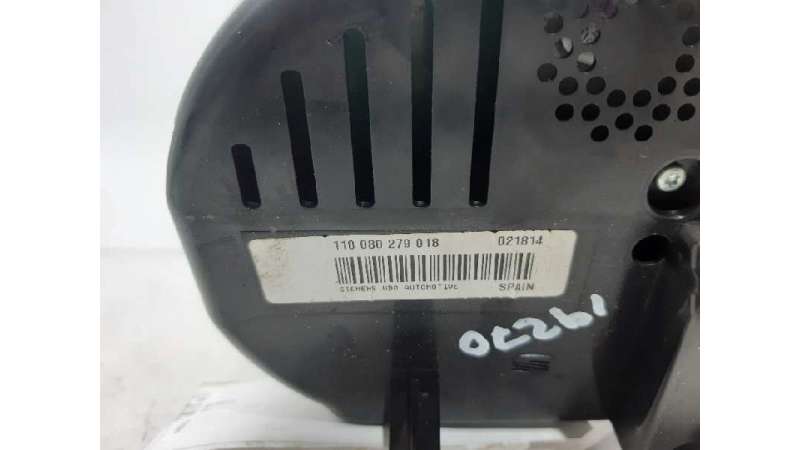 110 080 279 018 021814
SIEMENS VDO AUTOMOTIVE SPAIN
19270